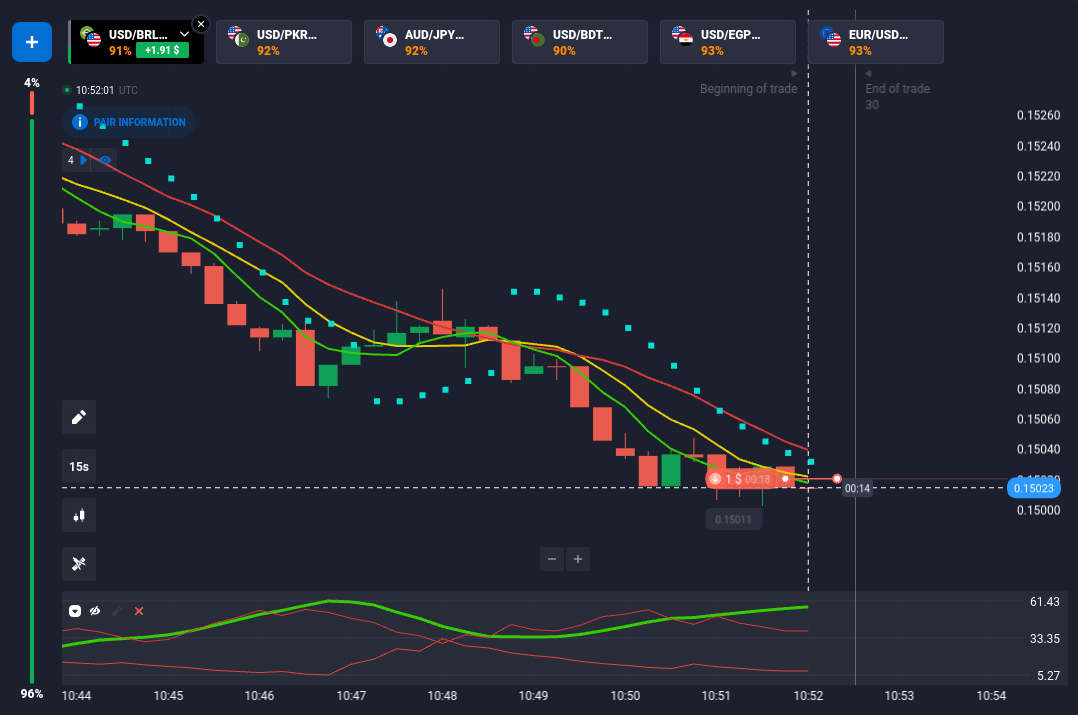 +
USD/BRL...
91% +1.91 $
USD/PKR...
92%
AUD/JPY...
92%
USD/BDT...
90%
USD/EGP...
93%
EUR/USD...
93%
4%
10:52:01 UTC
Beginning of trade
End of trade
30
PAIR INFORMATION
4
0.15260
0.15240
0.15220
0.15200
0.15180
0.15160
0.15140
0.15120
0.15100
0.15080
0.15060
0.15040
1 $ 00:18
00:14
0.15023
0.15000
0.15011
15s
61.43
33.35
5.27
96%
10:44 10:45 10:46 10:47 10:48 10:49 10:50 10:51 10:52 10:53 10:54